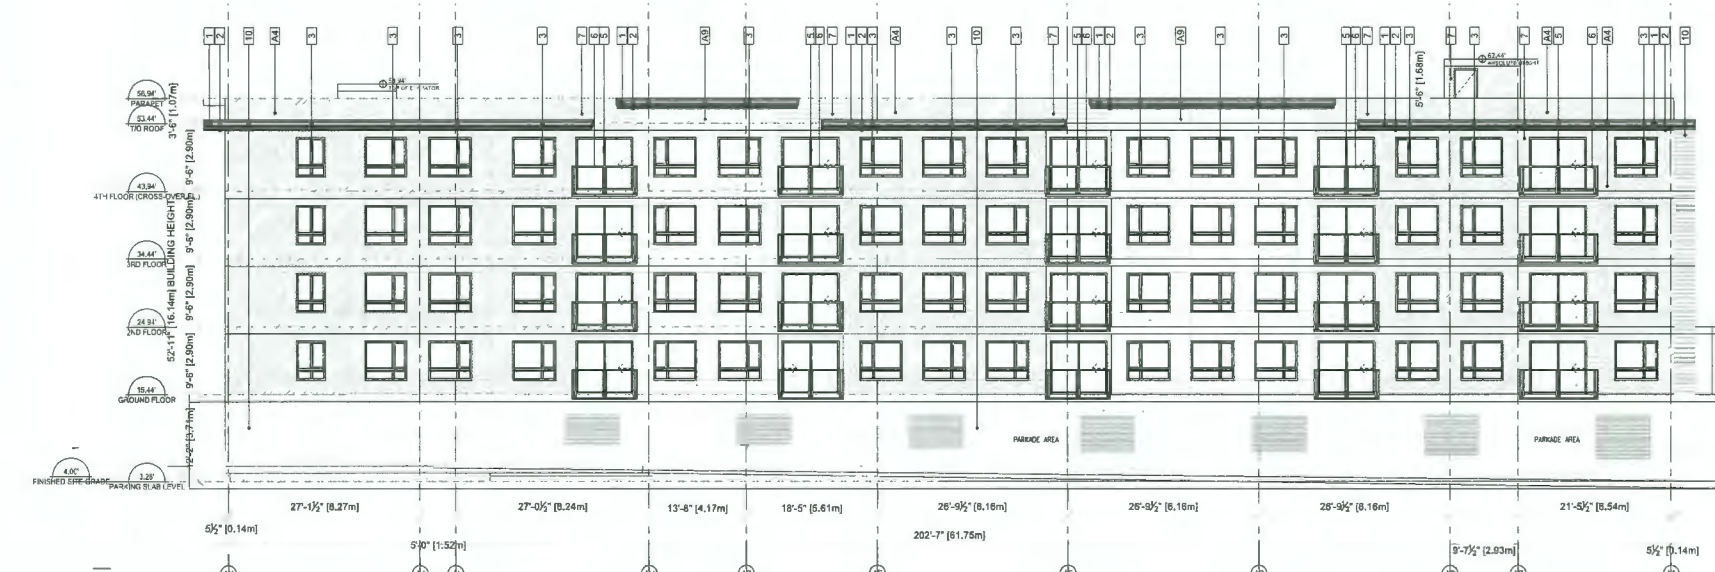 1 2 10 A4 3 3 3 3 7 6 5 1 2 A9 3 5 6 7 1 2 3 A4 3 10 3 7 5 6 1 2 3 A9 3 3 5 6 7 1 2 3 7 3 7 A4 5 6 A4 3 1 2 10
56.94'
PARAPET
3'-6" [1.07m]
5'-6" [1.68m]
62.44'
53.44'
T/O ROOF
9'-6" [2.90m]
43.94'
4TH FLOOR
9'-6" [2.90m]
34.44'
3RD FLOOR
9'-6" [2.90m]
52'-11" [16.14m] BUILDING HEIGHT
24.94'
2ND FLOOR
9'-6" [2.90m]
15.44'
GROUND FLOOR
12'-2" [3.71m]
PARKADE AREA
PARKADE AREA
1
4.00'
FINISHED SITE GRADE
3.28'
PARKING SLAB LEVEL
27'-1½" [8.27m]
27'-0½" [8.24m]
13'-8" [4.17m]
18'-5" [5.61m]
26'-9½" [8.16m]
26'-9½" [8.16m]
26'-9½" [8.16m]
21'-5½" [6.54m]
5½" [0.14m]
5'-0" [1.52m]
202'-7" [61.75m]
9'-7½" [2.93m]
5½" [0.14m]